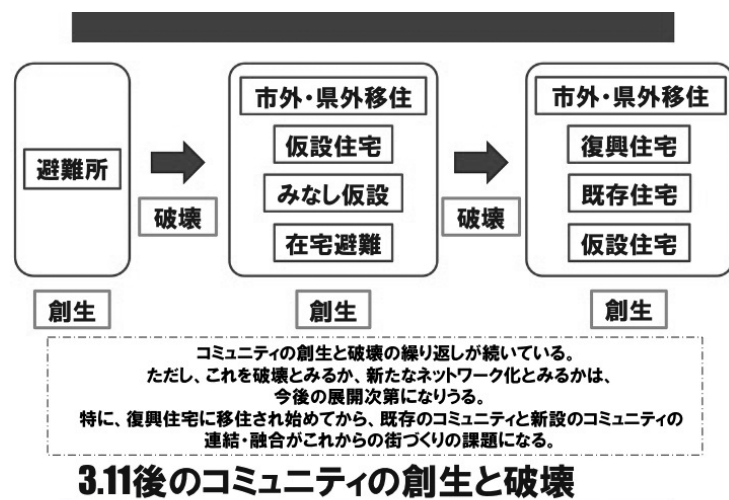 避難所
創生
破壊
市外・県外移住
仮設住宅
みなし仮設
在宅避難
創生
破壊
市外・県外移住
復興住宅
既存住宅
仮設住宅
創生
コミュニティの創生と破壊の繰り返しが続いている。
ただし、これを破壊とみるか、新たなネットワーク化とみるかは、
今後の展開次第になりうる。
特に、復興住宅に移住され始めてから、既存のコミュニティと新設のコミュニティの
連結・融合がこれからの街づくりの課題になる。
3.11後のコミュニティの創生と破壊